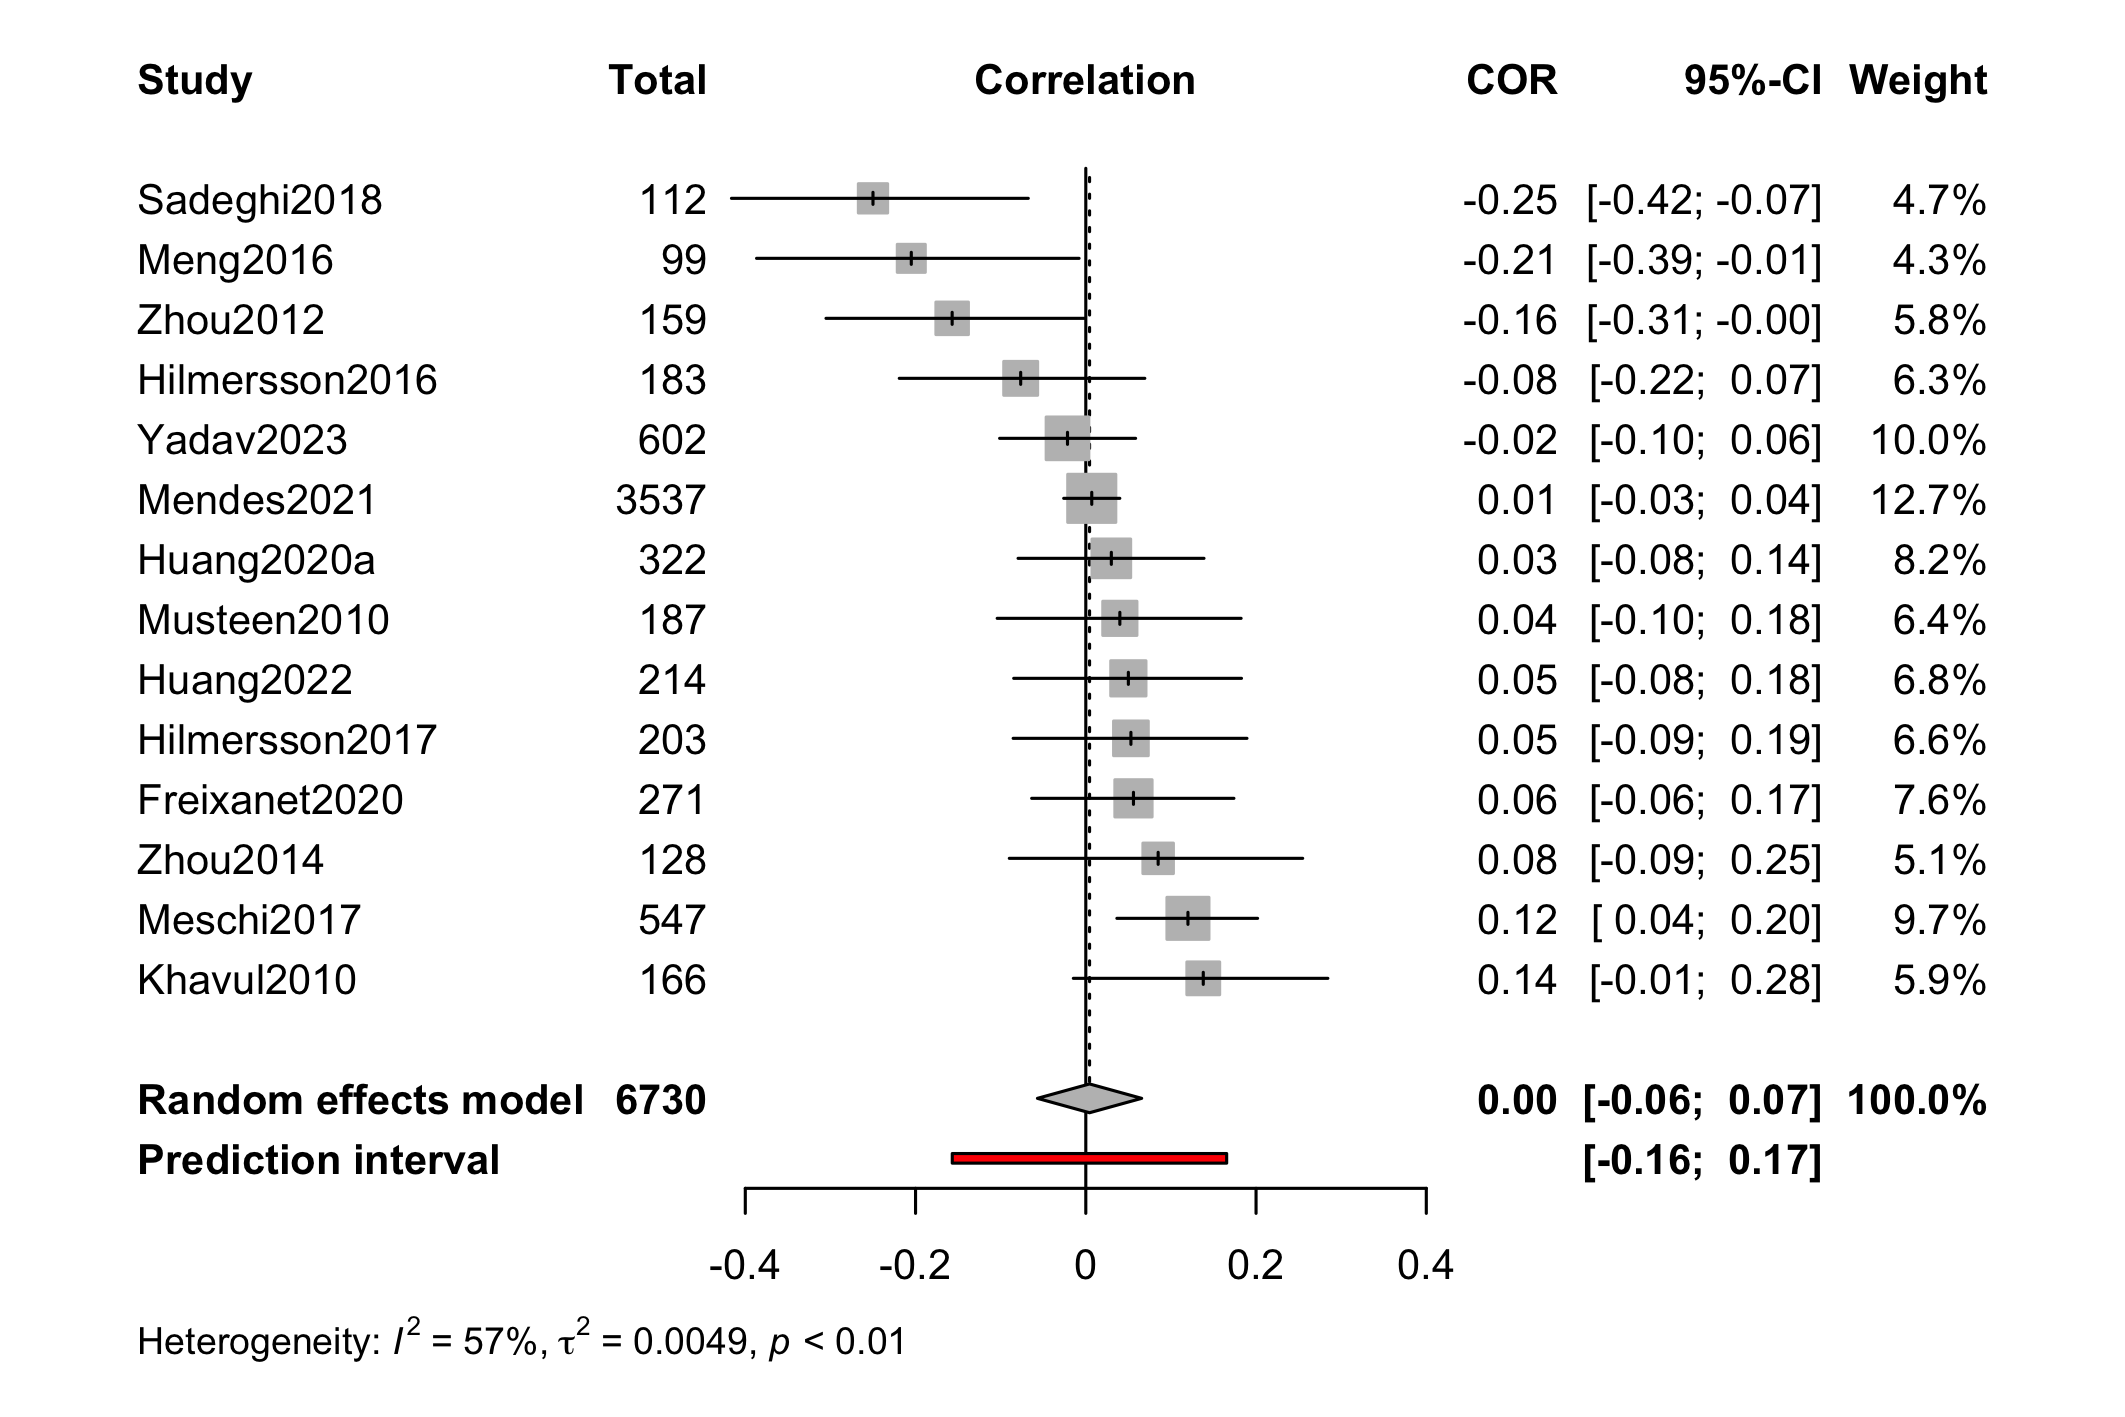 Study Total Correlation COR 95%-CI Weight
Sadeghi2018 112 -0.25 [-0.42; -0.07] 4.7%
Meng2016 99 -0.21 [-0.39; -0.01] 4.3%
Zhou2012 159 -0.16 [-0.31; -0.00] 5.8%
Hilmersson2016 183 -0.08 [-0.22; 0.07] 6.3%
Yadav2023 602 -0.02 [-0.10; 0.06] 10.0%
Mendes2021 3537 0.01 [-0.03; 0.04] 12.7%
Huang2020a 322 0.03 [-0.08; 0.14] 8.2%
Musteen2010 187 0.04 [-0.10; 0.18] 6.4%
Huang2022 214 0.05 [-0.08; 0.18] 6.8%
Hilmersson2017 203 0.05 [-0.09; 0.19] 6.6%
Freixanet2020 271 0.06 [-0.06; 0.17] 7.6%
Zhou2014 128 0.08 [-0.09; 0.25] 5.1%
Meschi2017 547 0.12 [ 0.04; 0.20] 9.7%
Khavul2010 166 0.14 [-0.01; 0.28] 5.9%
Random effects model 6730 0.00 [-0.06; 0.07] 100.0%
Prediction interval [-0.16; 0.17]
-0.4 -0.2 0 0.2 0.4
Heterogeneity: I² = 57%, τ² = 0.0049, p < 0.01